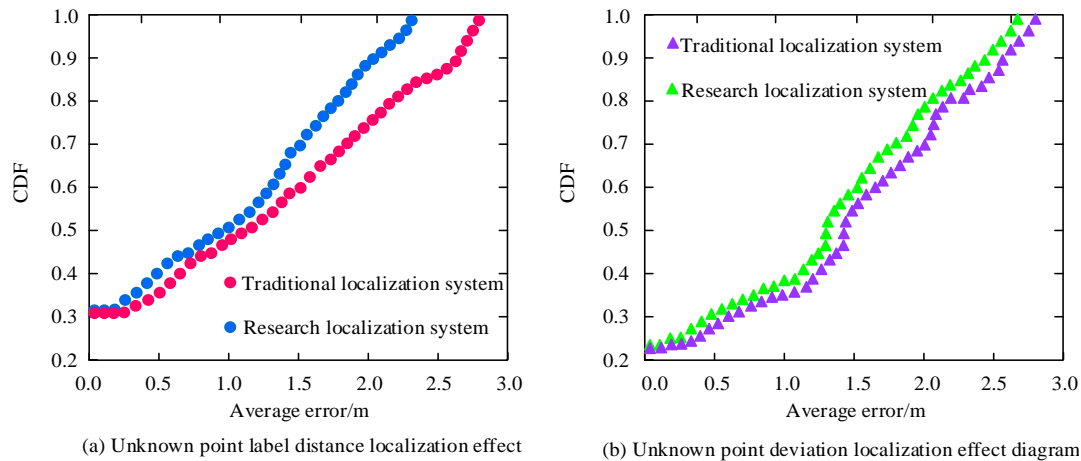 1.0
0.9
0.8
0.7
0.6
0.5
0.4
0.3
0.2
CDF
Traditional localization system
Research localization system
0.0 0.5 1.0 1.5 2.0 2.5 3.0
Average error/m
(a) Unknown point label distance localization effect
1.0
0.9
0.8
0.7
0.6
0.5
0.4
0.3
0.2
CDF
Traditional localization system
Research localization system
0.0 0.5 1.0 1.5 2.0 2.5 3.0
Average error/m
(b) Unknown point deviation localization effect diagram